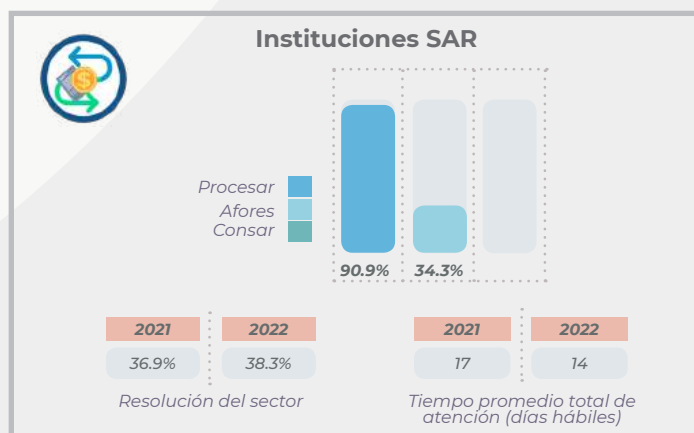 Instituciones SAR
$
Procesar
Afores
Consar
90.9% 34.3%
2021 2022
36.9% 38.3%
Resolución del sector
2021 2022
17 14
Tiempo promedio total de
atención (días hábiles)